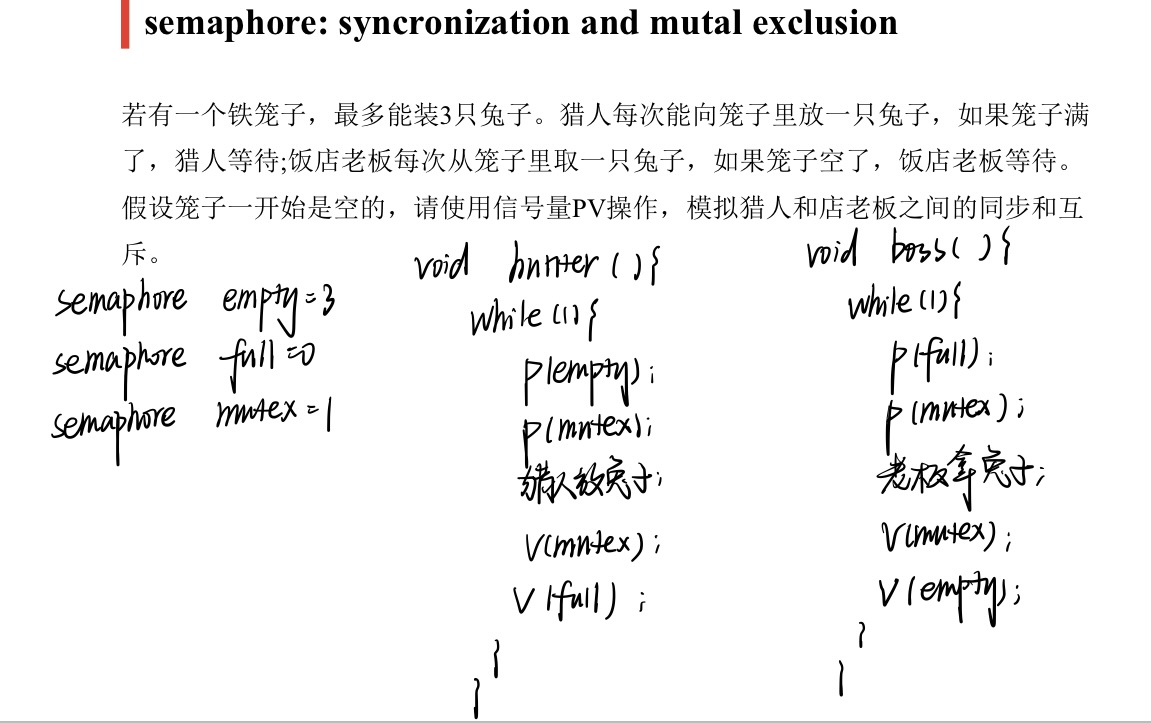 semaphore: syncronization and mutal exclusion
若有一个铁笼子，最多能装3只兔子。猎人每次能向笼子里放一只兔子，如果笼子满
了，猎人等待;饭店老板每次从笼子里取一只兔子，如果笼子空了，饭店老板等待。
假设笼子一开始是空的，请使用信号量PV操作，模拟猎人和店老板之间的同步和互
斥。
semaphore empty=3
semaphore full=0
semaphore mutex=1
void hunter(){
while(1){
p(empty);
p(mutex);
猎人放兔子;
V(mutex);
V(full);
}
}
void boss(){
while(1){
p(full);
p(mutex);
老板拿兔子;
V(mutex);
V(empty);
}
}